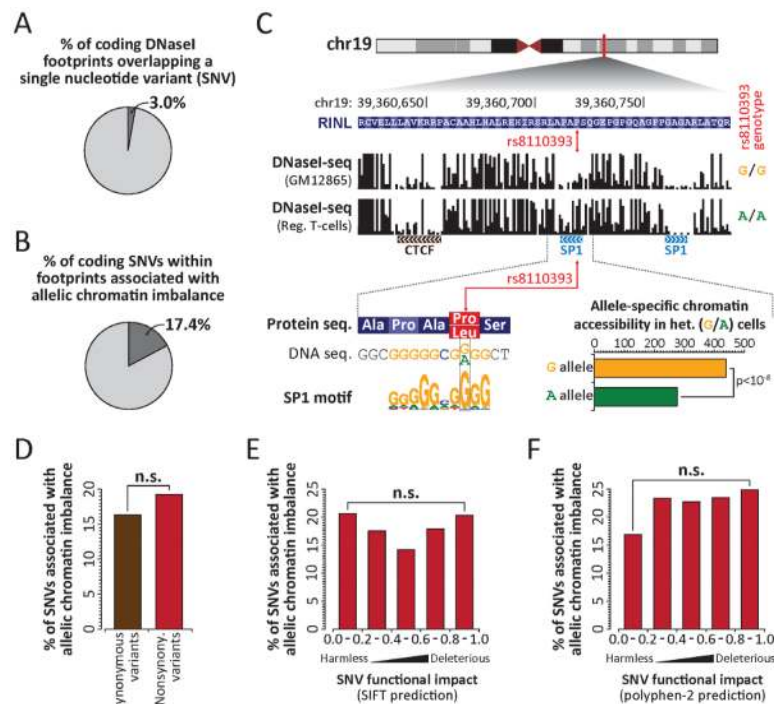 A
% of coding DNaseI
footprints overlapping a
single nucleotide variant (SNV)
3.0%
B
% of coding SNVs within
footprints associated with
allelic chromatin imbalance
17.4%
C
chr19
chr19:
39,360,650
39,360,700
39,360,750
RINL
rs8110393
rs8110393
genotype
DNaseI-seq
(GM12865)
G/G
DNaseI-seq
(Reg. T-cells)
A/A
CTCF
SP1
SP1
rs8110393
Protein seq.
Ala Pro Ala Pro Ser
Leu
DNA seq.
GGCGGGGGCGGGGCT
A
SP1 motif
Allele-specific chromatin
accessibility in het. (G/A) cells
0 100 200 300 400 500
G allele
A allele
p<10⁻⁸
D
% of SNVs associated with
allelic chromatin imbalance
0 5 10 15 20
n.s.
ynonymous
variants
Nonsynony.
variants
E
% of SNVs associated with
allelic chromatin imbalance
0 5 10 15 20 25
n.s.
0.0 - 0.2 - 0.4 - 0.6 - 0.8 - 1.0
Harmless
Deleterious
SNV functional impact
(SIFT prediction)
F
% of SNVs associated with
allelic chromatin imbalance
0 5 10 15 20 25
n.s.
0.0 - 0.2 - 0.4 - 0.6 - 0.8 - 1.0
Harmless
Deleterious
SNV functional impact
(polyphen-2 prediction)